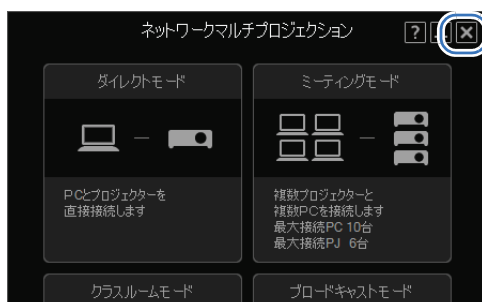 ネットワークマルチプロジェクション
?
ダイレクトモード
ミーティングモード
PCとプロジェクターを
直接接続します
複数プロジェクターと
複数PCを接続します
最大接続PC 10台
最大接続PJ 6台
クラスルームモード
ブロードキャストモード